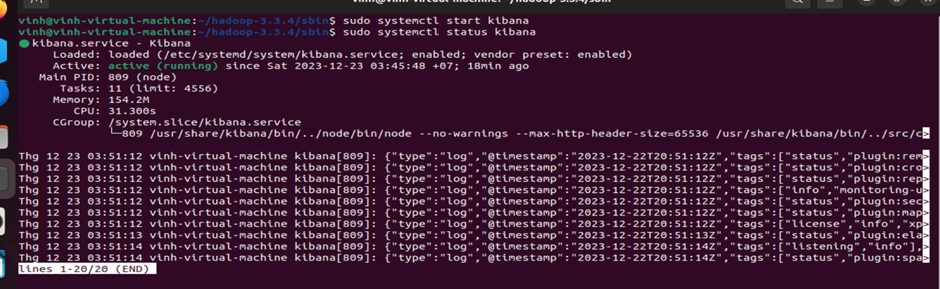 vinh@vinh-virtual-machine: ~/hadoop-3.3.4/sbin
vinh@vinh-virtual-machine:~/hadoop-3.3.4/sbin$ sudo systemctl start kibana
vinh@vinh-virtual-machine:~/hadoop-3.3.4/sbin$ sudo systemctl status kibana
● kibana.service - Kibana
Loaded: loaded (/etc/systemd/system/kibana.service; enabled; vendor preset: enabled)
Active: active (running) since Sat 2023-12-23 03:45:48 +07; 18min ago
Main PID: 809 (node)
Tasks: 11 (limit: 4556)
Memory: 154.2M
CPU: 31.300s
CGroup: /system.slice/kibana.service
└─809 /usr/share/kibana/bin/../node/bin/node --no-warnings --max-http-header-size=65536 /usr/share/kibana/bin/../src/c>
Thg 12 23 03:51:12 vinh-virtual-machine kibana[809]: {"type":"log","@timestamp":"2023-12-22T20:51:12Z","tags":["status","plugin:rem>
Thg 12 23 03:51:12 vinh-virtual-machine kibana[809]: {"type":"log","@timestamp":"2023-12-22T20:51:12Z","tags":["status","plugin:cro>
Thg 12 23 03:51:12 vinh-virtual-machine kibana[809]: {"type":"log","@timestamp":"2023-12-22T20:51:12Z","tags":["status","plugin:rep>
Thg 12 23 03:51:12 vinh-virtual-machine kibana[809]: {"type":"log","@timestamp":"2023-12-22T20:51:12Z","tags":["info","monitoring-u>
Thg 12 23 03:51:12 vinh-virtual-machine kibana[809]: {"type":"log","@timestamp":"2023-12-22T20:51:12Z","tags":["status","plugin:sec>
Thg 12 23 03:51:12 vinh-virtual-machine kibana[809]: {"type":"log","@timestamp":"2023-12-22T20:51:12Z","tags":["status","plugin:map>
Thg 12 23 03:51:12 vinh-virtual-machine kibana[809]: {"type":"log","@timestamp":"2023-12-22T20:51:12Z","tags":["license","info","xp>
Thg 12 23 03:51:13 vinh-virtual-machine kibana[809]: {"type":"log","@timestamp":"2023-12-22T20:51:13Z","tags":["status","plugin:ela>
Thg 12 23 03:51:14 vinh-virtual-machine kibana[809]: {"type":"log","@timestamp":"2023-12-22T20:51:14Z","tags":["listening","info"],>
Thg 12 23 03:51:14 vinh-virtual-machine kibana[809]: {"type":"log","@timestamp":"2023-12-22T20:51:14Z","tags":["status","plugin:spa>
lines 1-20/20 (END)